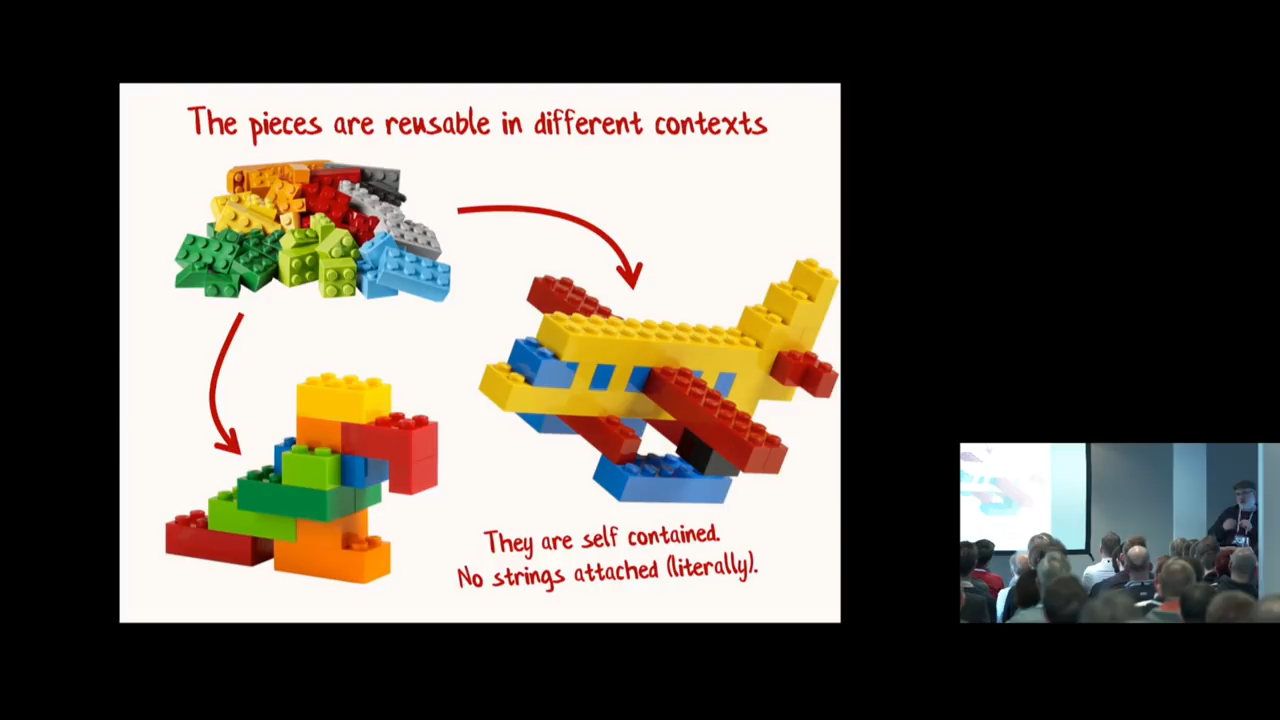 The pieces are reusable in different contexts
They are self contained.
No strings attached (literally).